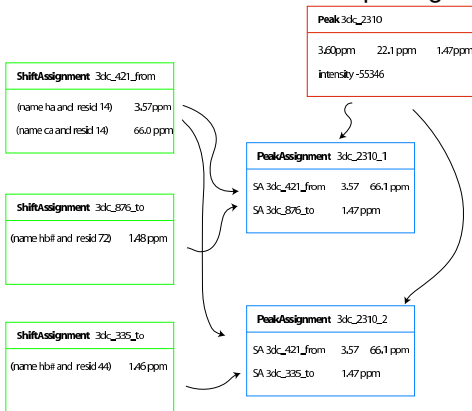 Peak 3dc_2310
3.60ppm 22.1 ppm 1.47ppm
intensity -55346
ShiftAssignment 3dc_421_from
(name ha and resid 14) 3.57ppm
(name ca and resid 14) 66.0 ppm
PeakAssignment 3dc_2310_1
SA 3dc_421_from 3.57 66.1 ppm
SA 3dc_876_to 1.47 ppm
ShiftAssignment 3dc_876_to
(name hb# and resid 72) 1.48 ppm
PeakAssignment 3dc_2310_2
SA 3dc_421_from 3.57 66.1 ppm
SA 3dc_335_to 1.47 ppm
ShiftAssignment 3dc_335_to
(name hb# and resid 44) 1.46 ppm